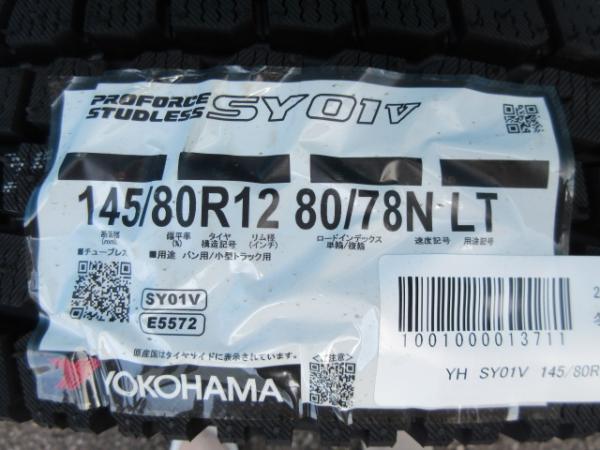 PROFORCE
STUDLESS SY01V
145/80R12 80/78N LT
断面幅 (mm) 偏平率 (%) タイヤ構造記号 リム径 (インチ) ロードインデックス 単輪/複輪 速度記号 用途記号
■チューブレス ■用途 バン用/小型トラック用
SY01V
E5572
原産国はタイヤサイドに表示されています。
<ご注意>
YOKOHAMA
1001000013711
YH SY01V 145/80R